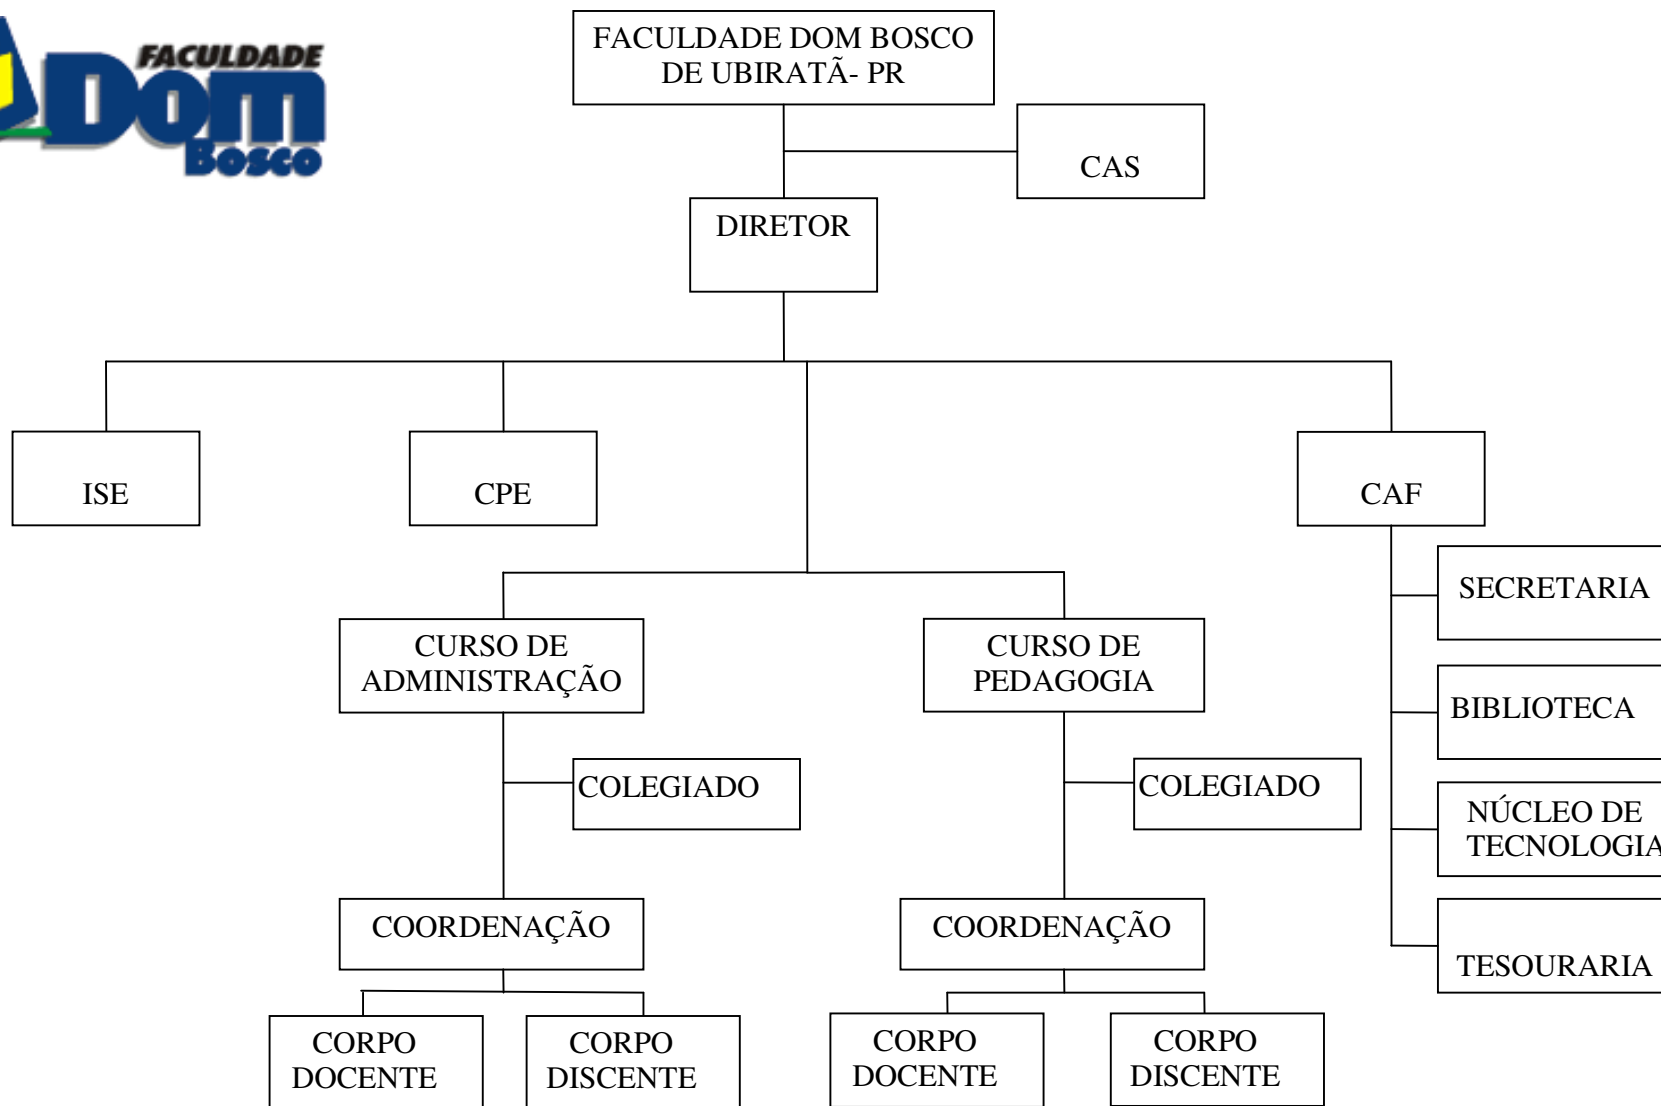 FACULDADE
Dom
Bosco
FACULDADE DOM BOSCO
DE UBIRATÃ- PR
CAS
DIRETOR
ISE
CPE
CAF
SECRETARIA
BIBLIOTECA
NÚCLEO DE
TECNOLOGIA
TESOURARIA
CURSO DE
ADMINISTRAÇÃO
CURSO DE
PEDAGOGIA
COLEGIADO
COLEGIADO
COORDENAÇÃO
COORDENAÇÃO
CORPO
DOCENTE
CORPO
DISCENTE
CORPO
DOCENTE
CORPO
DISCENTE